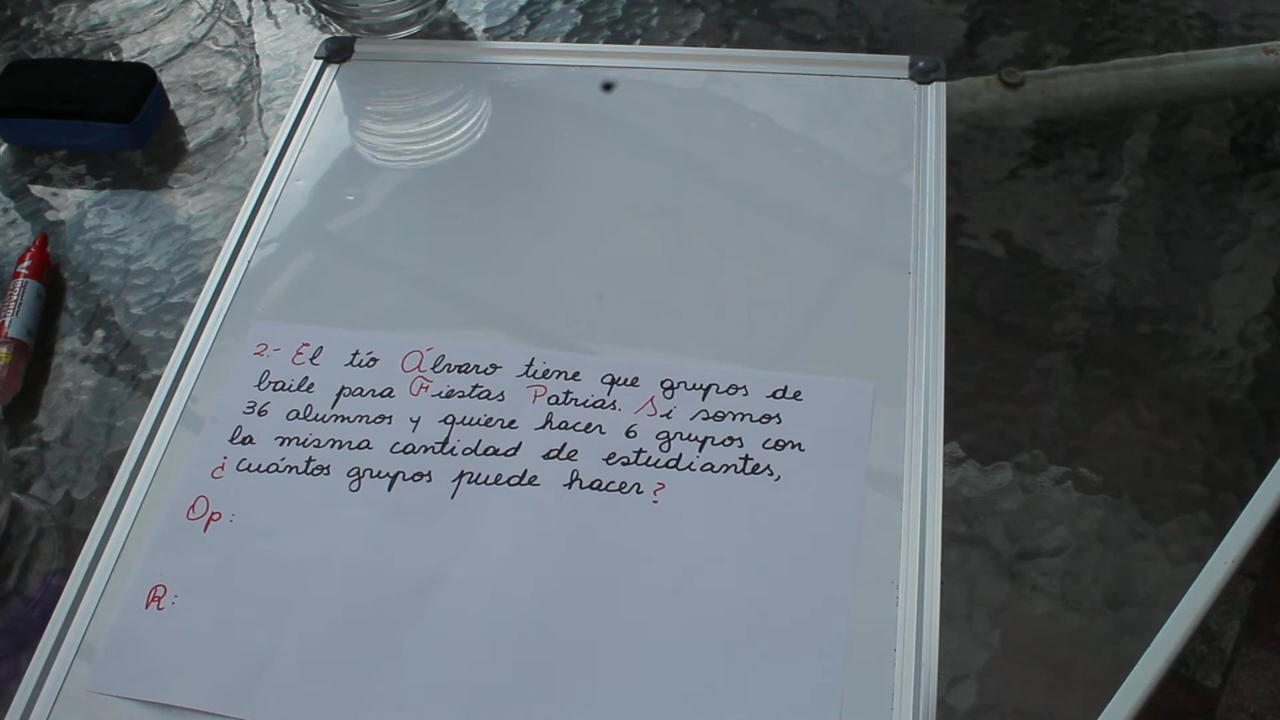 2.- El tío Álvaro tiene que grupos de
baile para Fiestas Patrias. Si somos
36 alumnos y quiere hacer 6 grupos con
la misma cantidad de estudiantes,
¿cuántos grupos puede hacer?
Op:
R: